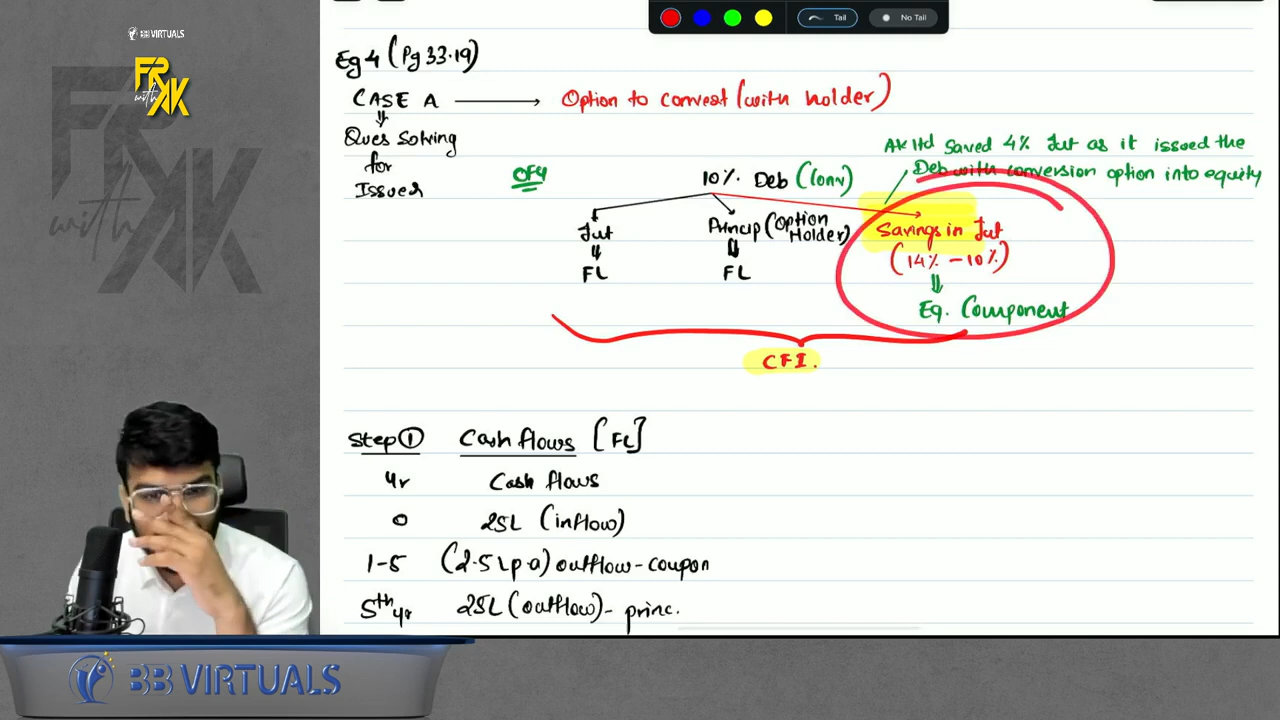 BB VIRTUALS
FR
with
AK
Tail
No Tail
Eg 4 (Pg 33.19)
CASE A → Option to convert (with holder)
Ques Solving
for
Issuer
AK ltd Saved 4% Int as it issued the
Deb with conversion option into equity
10% Deb (Conv)
Int
Princip (Option Holder)
Savings in Int
(14% - 10%)
FL
FL
Eq. Component
CFI.
Step ① Cash flows [FL]
Yr Cash flows
0 25L (inflow)
1-5 (2.5L p.a) outflow-coupon
5th yr 25L (outflow) - princ.
BB VIRTUALS